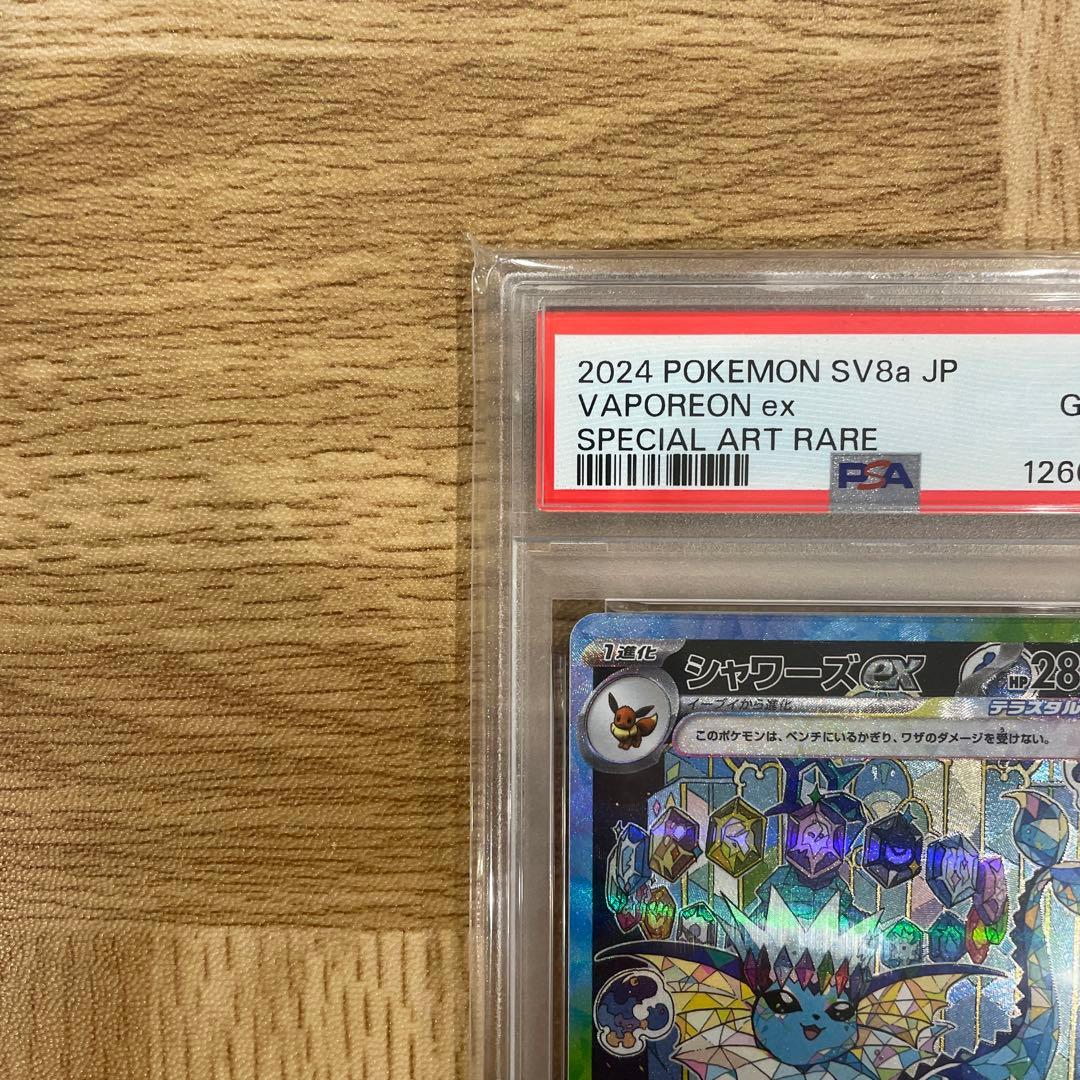 2024 POKEMON SV8a JP
VAPOREON ex
G
SPECIAL ART RARE
PSA
126
1進化
シャワーズex
HP 28
イーブイから進化
テラスタル
このポケモンは、ベンチにいるかぎり、ワザのダメージを受けない。